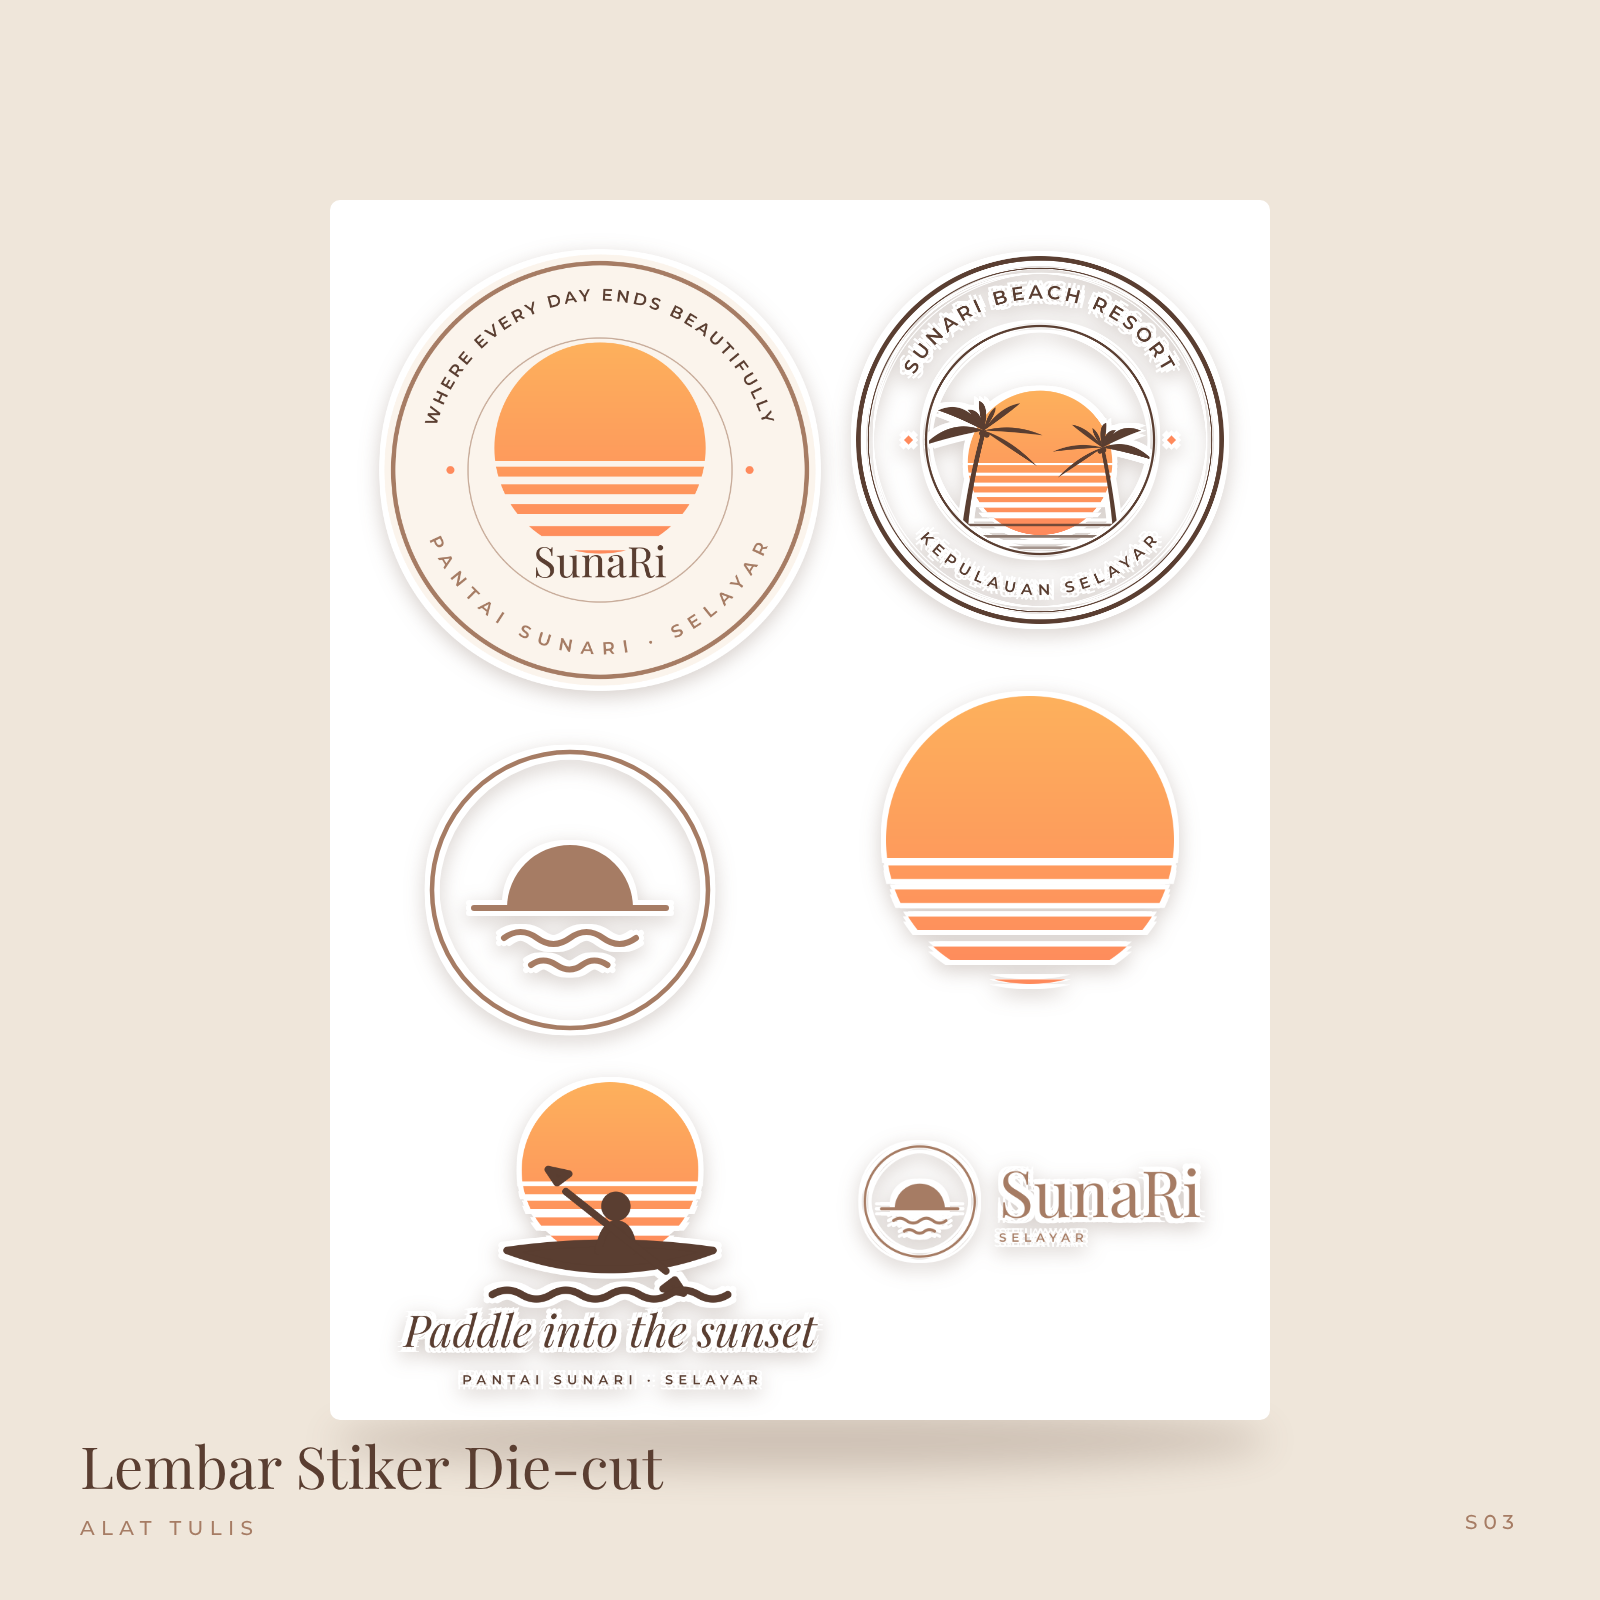 WHERE EVERY DAY ENDS BEAUTIFULLY
SunaRi
PANTAI SUNARI · SELAYAR
SUNARI BEACH RESORT
KEPULAUAN SELAYAR
Paddle into the sunset
PANTAI SUNARI · SELAYAR
SunaRi
SELAYAR
Lembar Stiker Die-cut
ALAT TULIS
S03